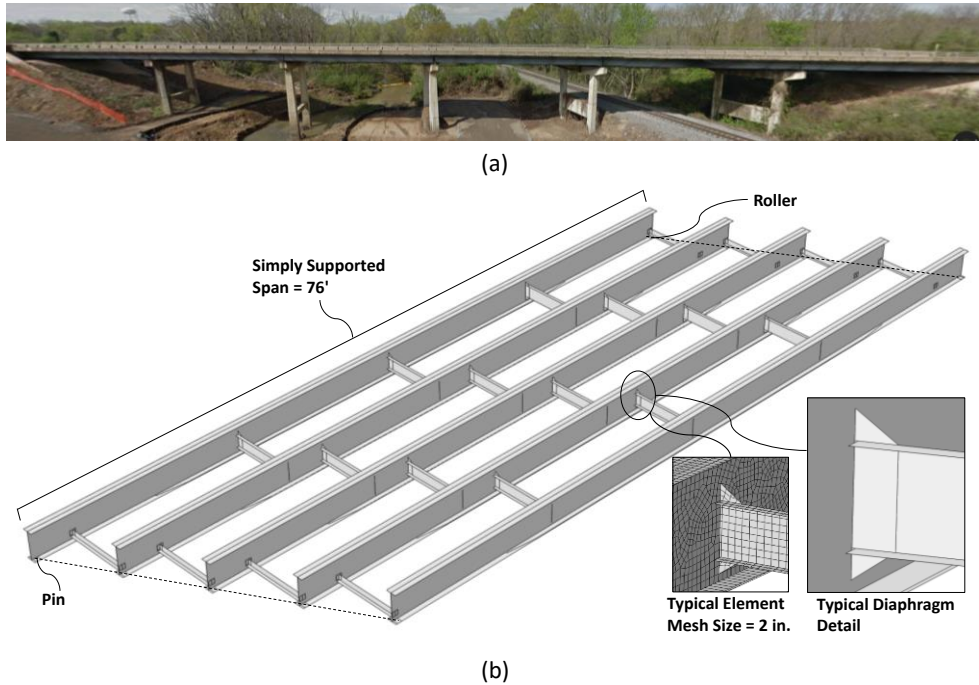 (a)
Roller
Simply Supported
Span = 76'
Pin
Typical Element
Mesh Size = 2 in.
Typical Diaphragm
Detail
(b)